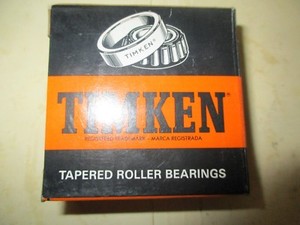 TIMKEN
TIMKEN®
REGISTERED TRADEMARK - MARCA REGISTRADA
TAPERED ROLLER BEARINGS